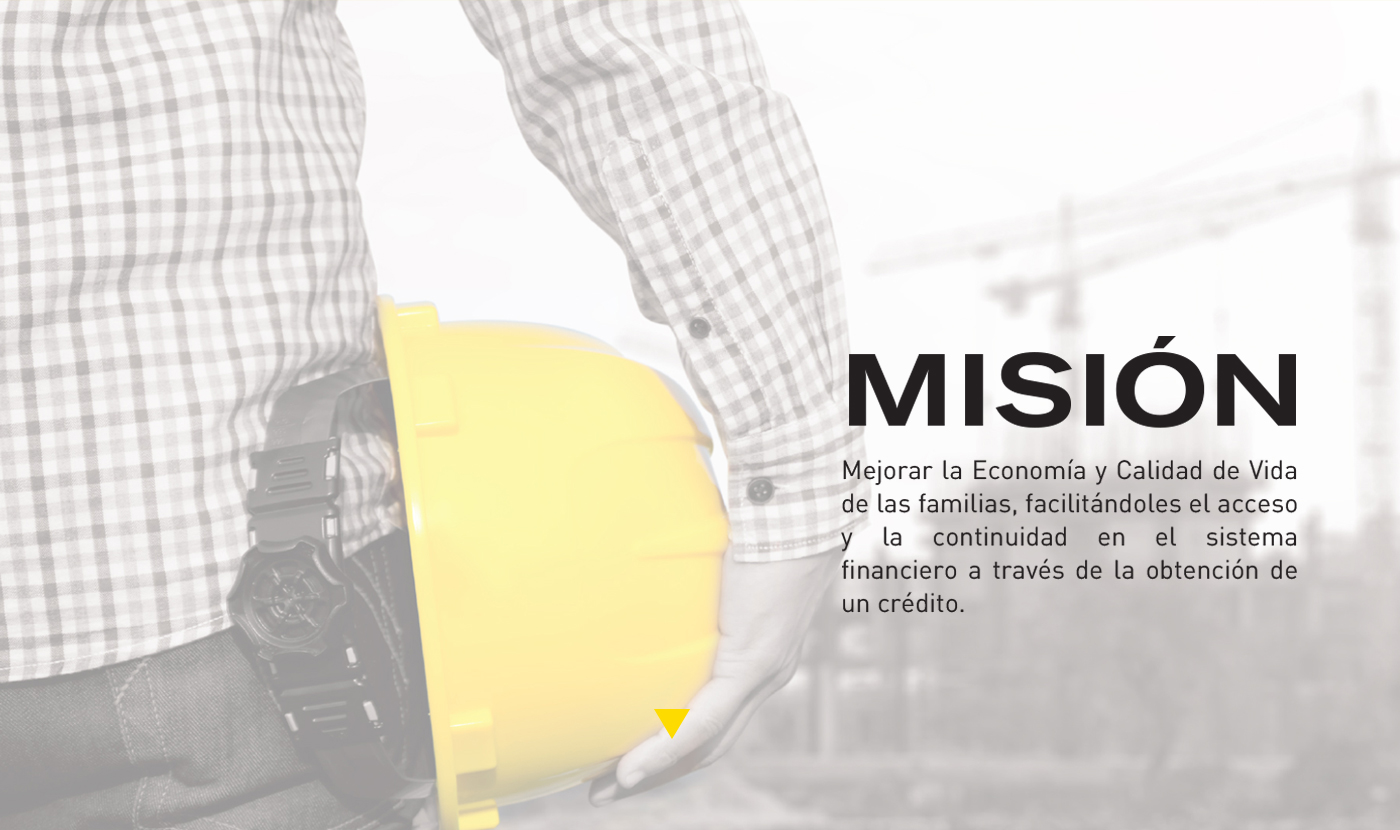 MISIÓN
Mejorar la Economía y Calidad de Vida
de las familias, facilitándoles el acceso
y la continuidad en el sistema
financiero a través de la obtención de
un crédito.